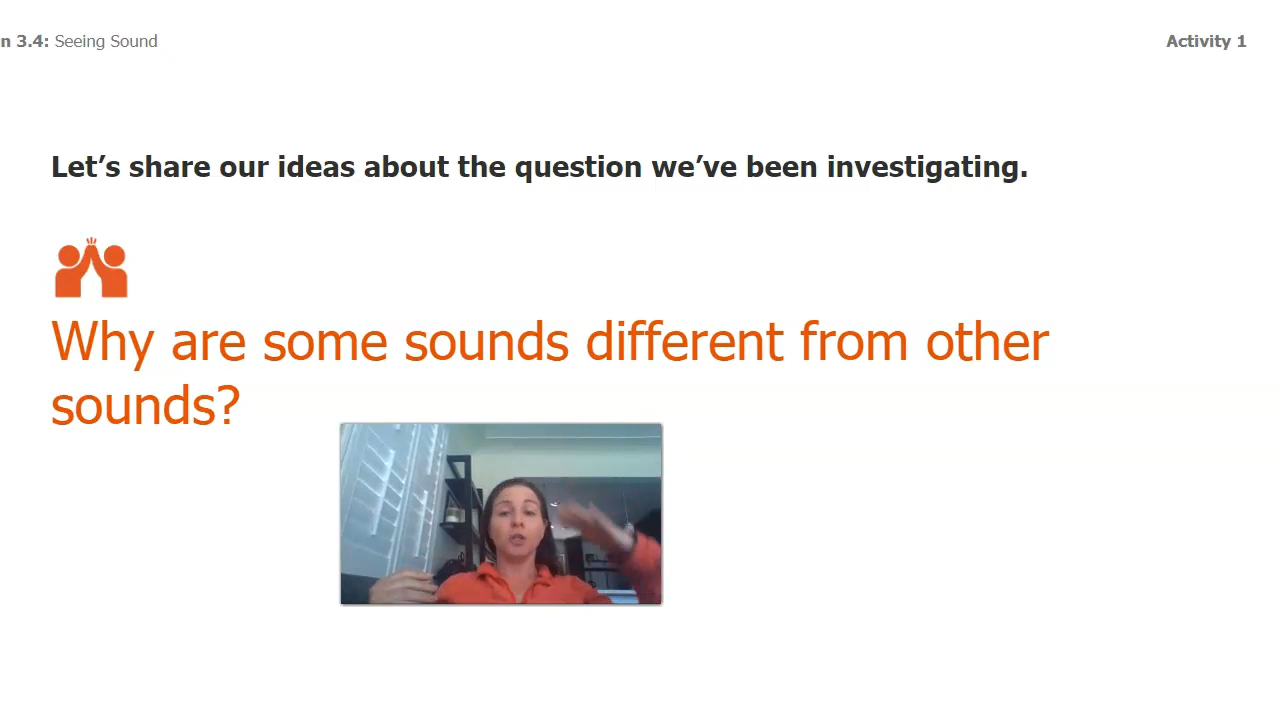 n 3.4: Seeing Sound
Activity 1
Let’s share our ideas about the question we’ve been investigating.
Why are some sounds different from other
sounds?